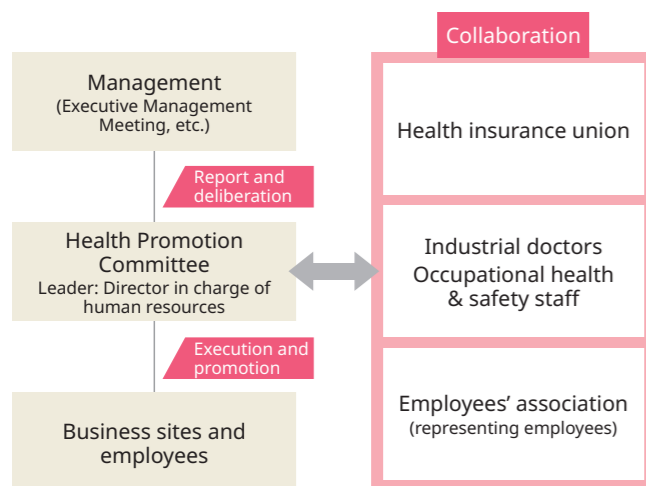 Management
(Executive Management
Meeting, etc.)
Report and
deliberation
Health Promotion
Committee
Leader: Director in charge of
human resources
Execution and
promotion
Business sites and
employees
Collaboration
Health insurance union
Industrial doctors
Occupational health
& safety staff
Employees’ association
(representing employees)